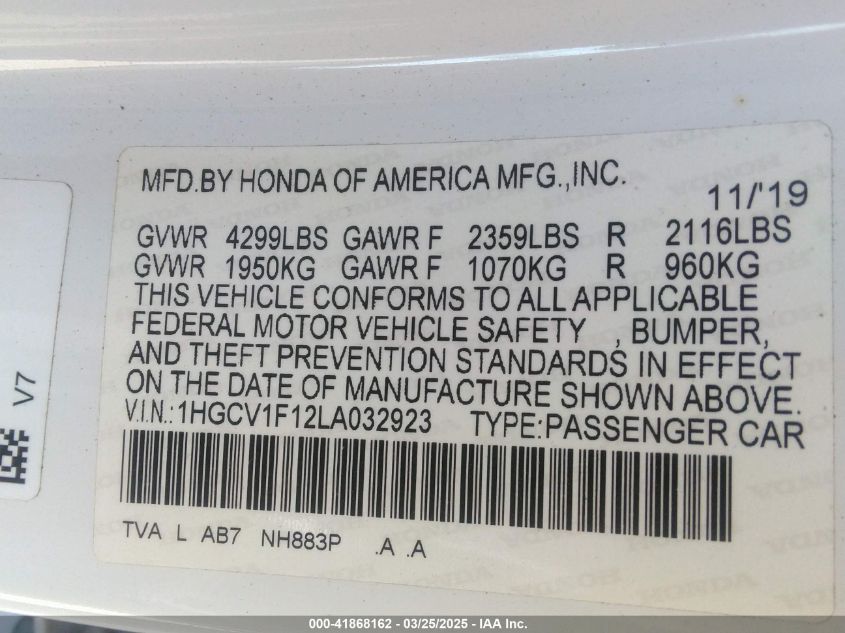 MFD.BY HONDA OF AMERICA MFG.,INC.
11/'19
GVWR 4299LBS GAWR F 2359LBS R 2116LBS
GVWR 1950KG GAWR F 1070KG R 960KG
THIS VEHICLE CONFORMS TO ALL APPLICABLE
FEDERAL MOTOR VEHICLE SAFETY , BUMPER,
AND THEFT PREVENTION STANDARDS IN EFFECT
ON THE DATE OF MANUFACTURE SHOWN ABOVE.
V.I.N.:1HGCV1F12LA032923 TYPE:PASSENGER CAR
TVA L AB7 NH883P .A .A
V7
000-41868162 — 03/25/2025 — IAA Inc.